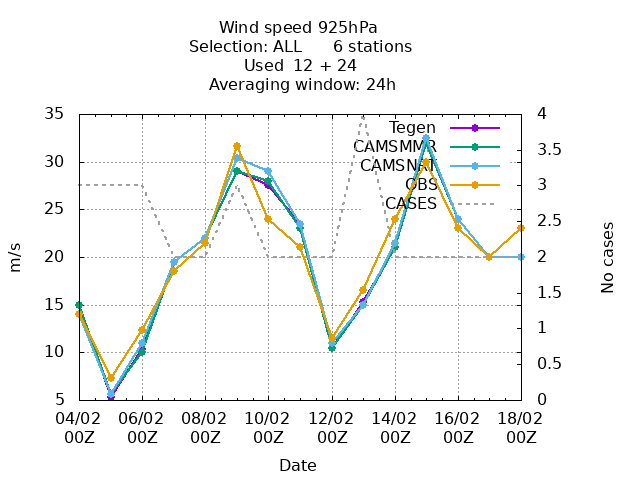 Wind speed 925hPa
Selection: ALL 6 stations
Used 12 + 24
Averaging window: 24h
35
30
25
20
15
10
5
4
3.5
3
2.5
2
1.5
1
0.5
0
Tegen
CAMSMMR
CAMSNRT
OBS
CASES
m/s
No cases
04/02 06/02 08/02 10/02 12/02 14/02 16/02 18/02
00Z 00Z 00Z 00Z 00Z 00Z 00Z 00Z
Date